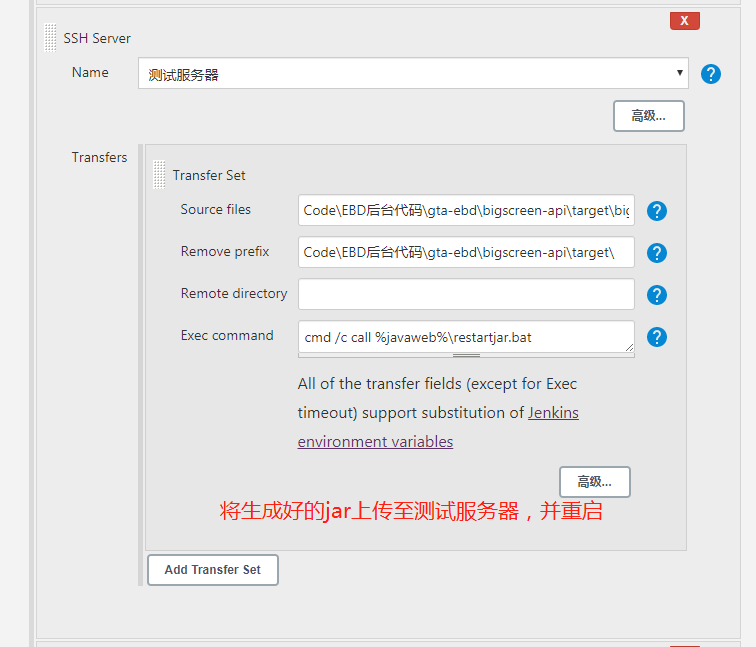 X
SSH Server
Name
测试服务器
高级...
Transfers
Transfer Set
Source files
Code\EBD后台代码\gta-ebd\bigscreen-api\target\big
Remove prefix
Code\EBD后台代码\gta-ebd\bigscreen-api\target\
Remote directory
Exec command
cmd /c call %javaweb%\restartjar.bat
All of the transfer fields (except for Exec
timeout) support substitution of Jenkins
environment variables
高级...
将生成好的jar上传至测试服务器，并重启
Add Transfer Set